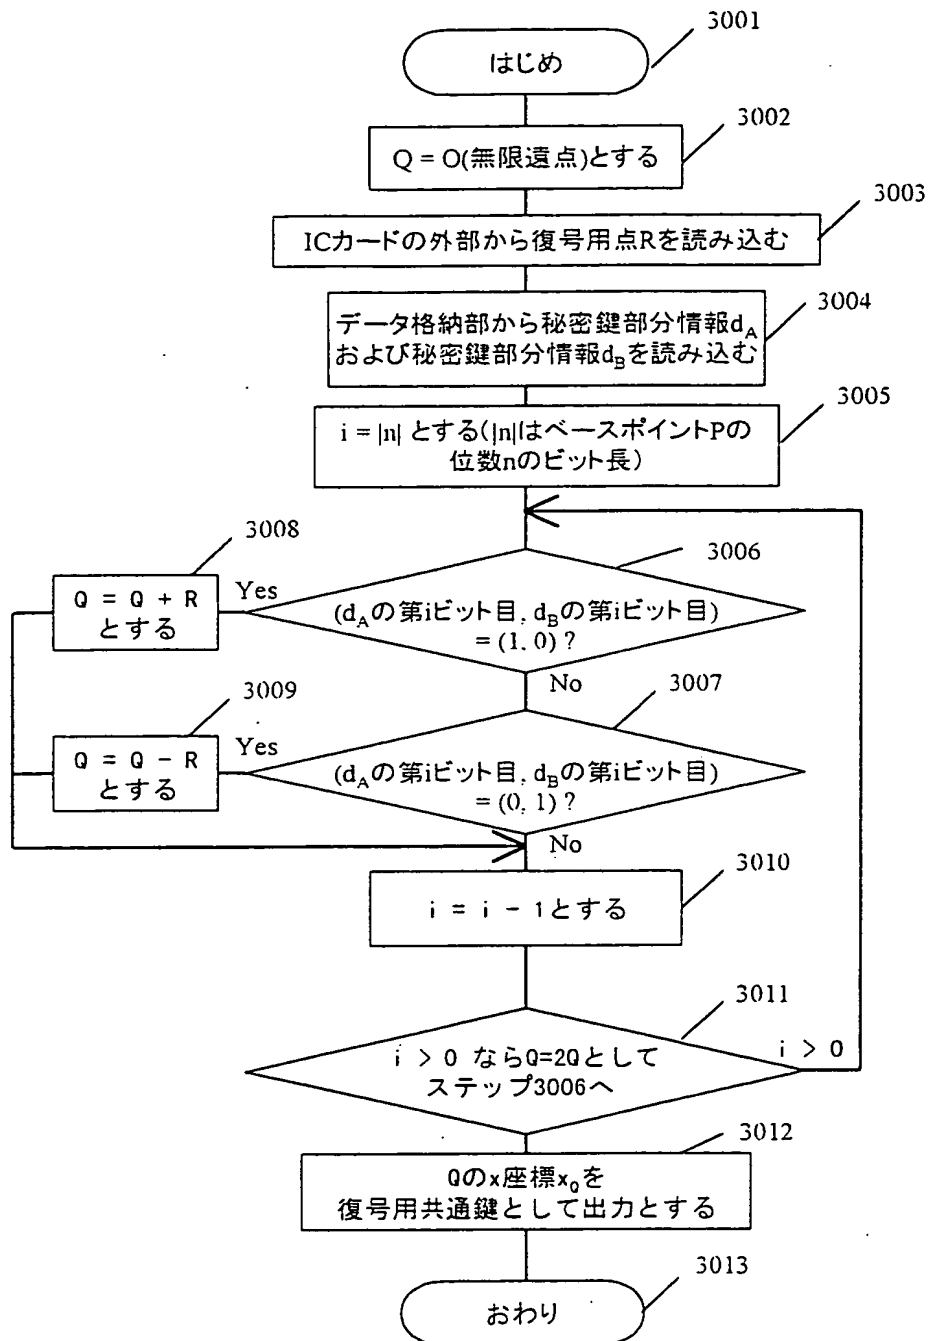 3001
はじめ
3002
Q = O(無限遠点)とする
3003
ICカードの外部から復号用点Rを読み込む
3004
データ格納部から秘密鍵部分情報dA
および秘密鍵部分情報dBを読み込む
3005
i = |n| とする(|n|はベースポイントPの
位数nのビット長)
3008
Q = Q + R
とする
Yes
3006
(dAの第iビット目, dBの第iビット目)
= (1, 0) ?
No
3009
Q = Q - R
とする
Yes
3007
(dAの第iビット目, dBの第iビット目)
= (0, 1) ?
No
3010
i = i - 1とする
3011
i > 0 ならQ=2Qとして
ステップ3006へ
i > 0
3012
Qのx座標xQを
復号用共通鍵として出力とする
3013
おわり